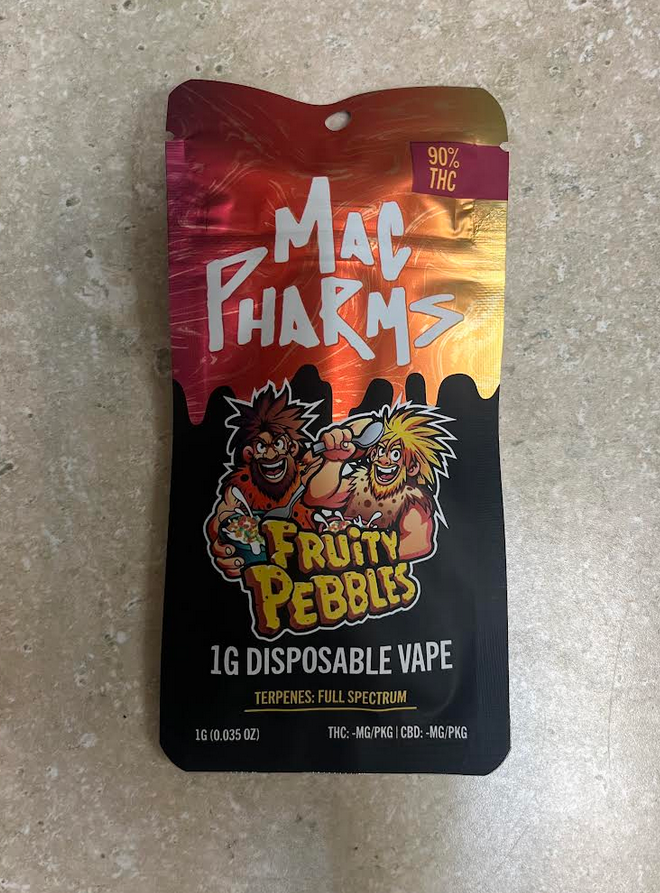 90%
THC
MAC
PHARMS
FRUITY
PEBBLES
1G DISPOSABLE VAPE
TERPENES: FULL SPECTRUM
1G (0.035 OZ) THC: -MG/PKG | CBD: -MG/PKG